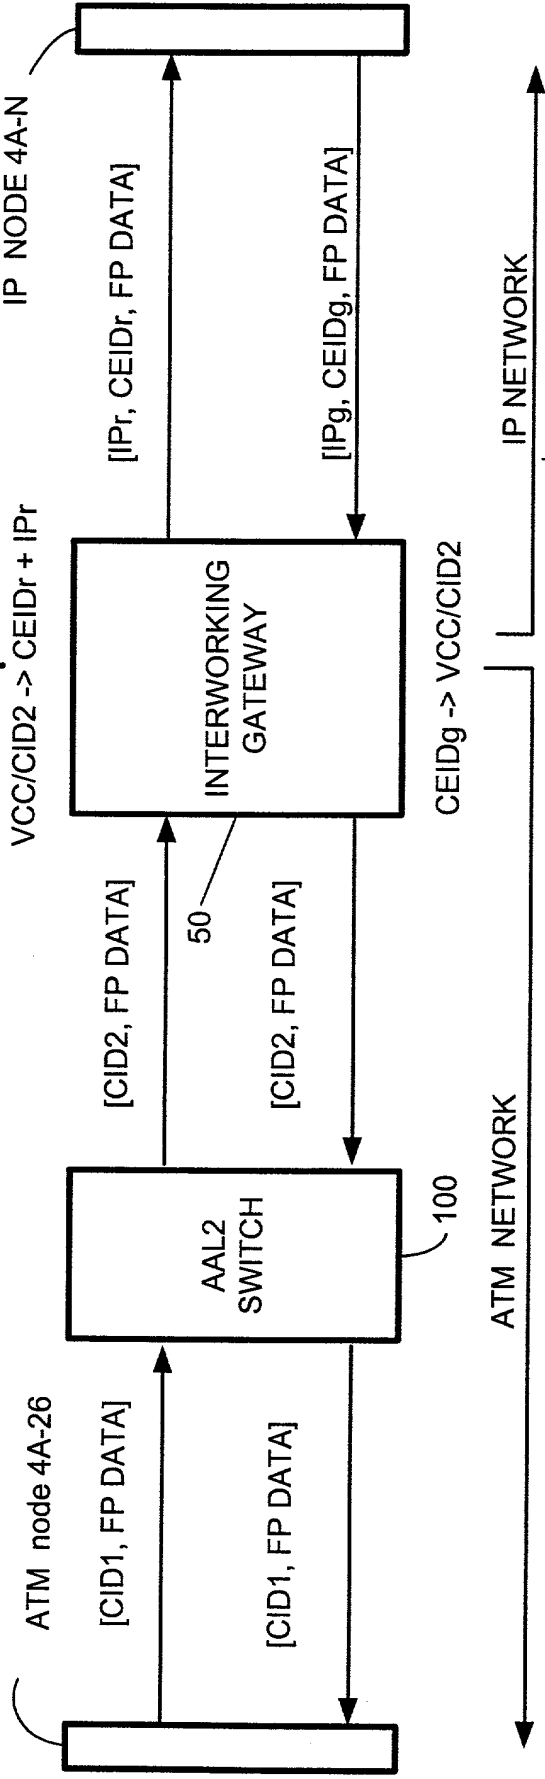 ATM node 4A-26
VCC/CID2 -> CEIDr + IPr
IP NODE 4A-N
[CID1, FP DATA]
[CID2, FP DATA]
[IPr, CEIDr, FP DATA]
AAL2
SWITCH
INTERWORKING
GATEWAY
50
[CID1, FP DATA]
[CID2, FP DATA]
[IPg, CEIDg, FP DATA]
100
CEIDg -> VCC/CID2
ATM NETWORK
IP NETWORK